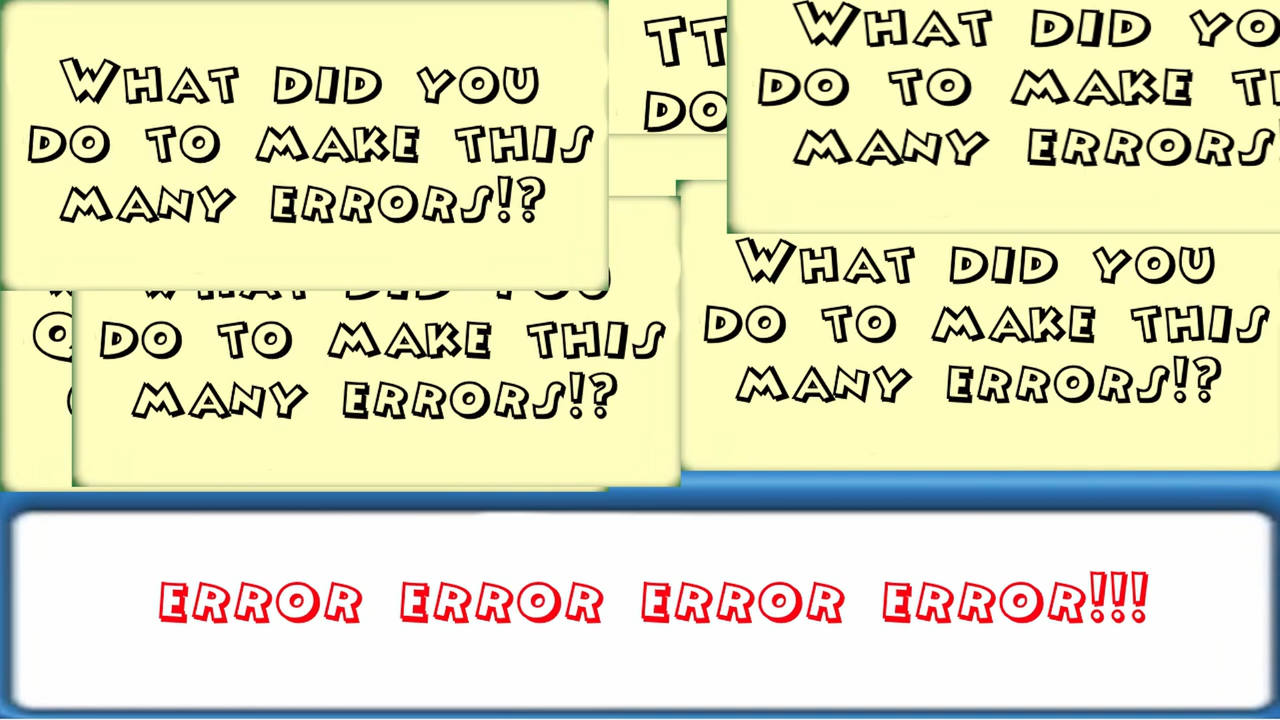 What did you
do to make this
many errors!?
TT
DO
What did yo
do to make
many errors
What did you
do to make this
many errors!?
What did you
do to make this
many errors!?
Q
error error error error!!!